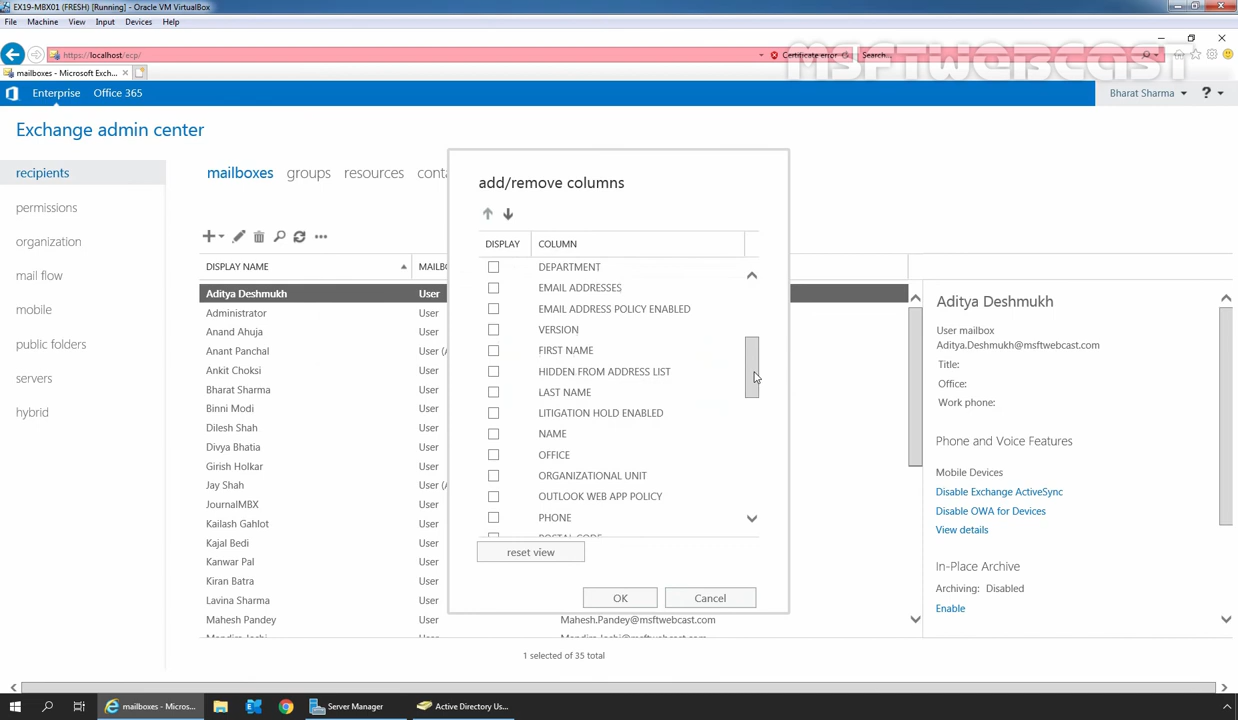 EX19-MBX01 (FRESH) [Running] - Oracle VM VirtualBox
File Machine View Input Devices Help
https://localhost/ecp/
Certificate error
Search...
MSFTWEBCAST
mailboxes - Microsoft Exch...
Enterprise Office 365
Bharat Sharma
?
Exchange admin center
recipients
permissions
organization
mail flow
mobile
public folders
servers
hybrid
mailboxes groups resources conta
DISPLAY NAME MAILB
Aditya Deshmukh User
Administrator User
Anand Ahuja User
Anant Panchal User (A
Ankit Choksi User
Bharat Sharma User
Binni Modi User
Dilesh Shah User
Divya Bhatia User
Girish Holkar User
Jay Shah User (A
JournalMBX User
Kailash Gahlot User
Kajal Bedi User
Kanwar Pal User
Kiran Batra User
Lavina Sharma User
Mahesh Pandey User Mahesh.Pandey@msftwebcast.com
1 selected of 35 total
add/remove columns
DISPLAY COLUMN
DEPARTMENT
EMAIL ADDRESSES
EMAIL ADDRESS POLICY ENABLED
VERSION
FIRST NAME
HIDDEN FROM ADDRESS LIST
LAST NAME
LITIGATION HOLD ENABLED
NAME
OFFICE
ORGANIZATIONAL UNIT
OUTLOOK WEB APP POLICY
PHONE
POSTAL CODE
reset view
OK Cancel
Aditya Deshmukh
User mailbox
Aditya.Deshmukh@msftwebcast.com
Title:
Office:
Work phone:
Phone and Voice Features
Mobile Devices
Disable Exchange ActiveSync
Disable OWA for Devices
View details
In-Place Archive
Archiving: Disabled
Enable
mailboxes - Micros... Server Manager Active Directory Us...